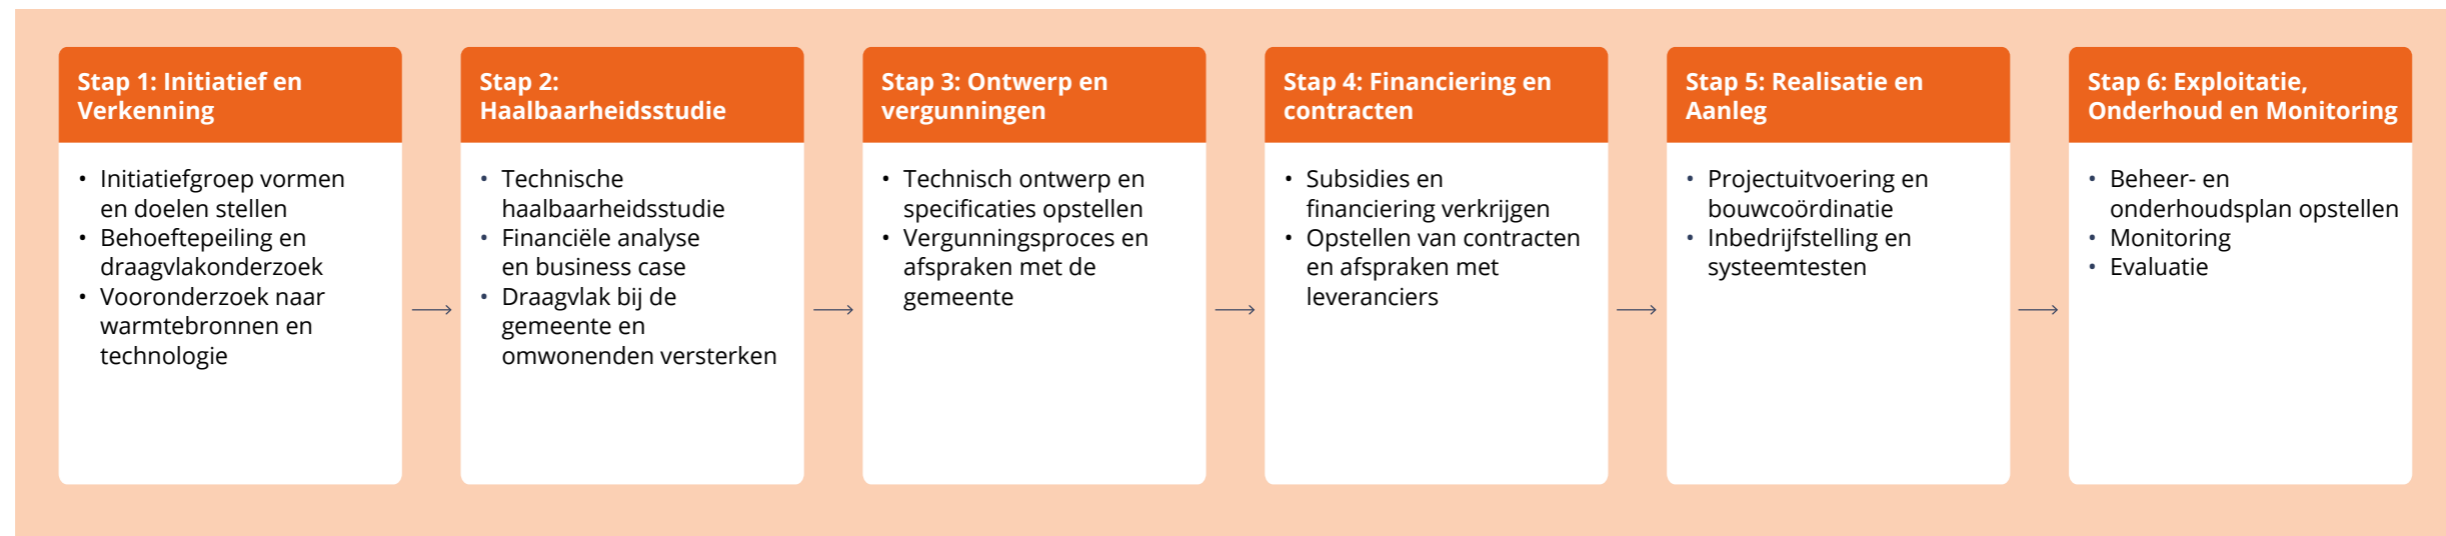 Stap 1: Initiatief en
Verkenning
• Initiatiefgroep vormen
en doelen stellen
• Behoeftepeiling en
draagvlakonderzoek
• Vooronderzoek naar
warmtebronnen en
technologie
Stap 2:
Haalbaarheidsstudie
• Technische
haalbaarheidsstudie
• Financiële analyse
en business case
• Draagvlak bij de
gemeente en
omwonenden versterken
Stap 3: Ontwerp en
vergunningen
• Technisch ontwerp en
specificaties opstellen
• Vergunningsproces en
afspraken met de
gemeente
Stap 4: Financiering en
contracten
• Subsidies en
financiering verkrijgen
• Opstellen van contracten
en afspraken met
leveranciers
Stap 5: Realisatie en
Aanleg
• Projectuitvoering en
bouwcoördinatie
• Inbedrijfstelling en
systeemtesten
Stap 6: Exploitatie,
Onderhoud en Monitoring
• Beheer- en
onderhoudsplan opstellen
• Monitoring
• Evaluatie